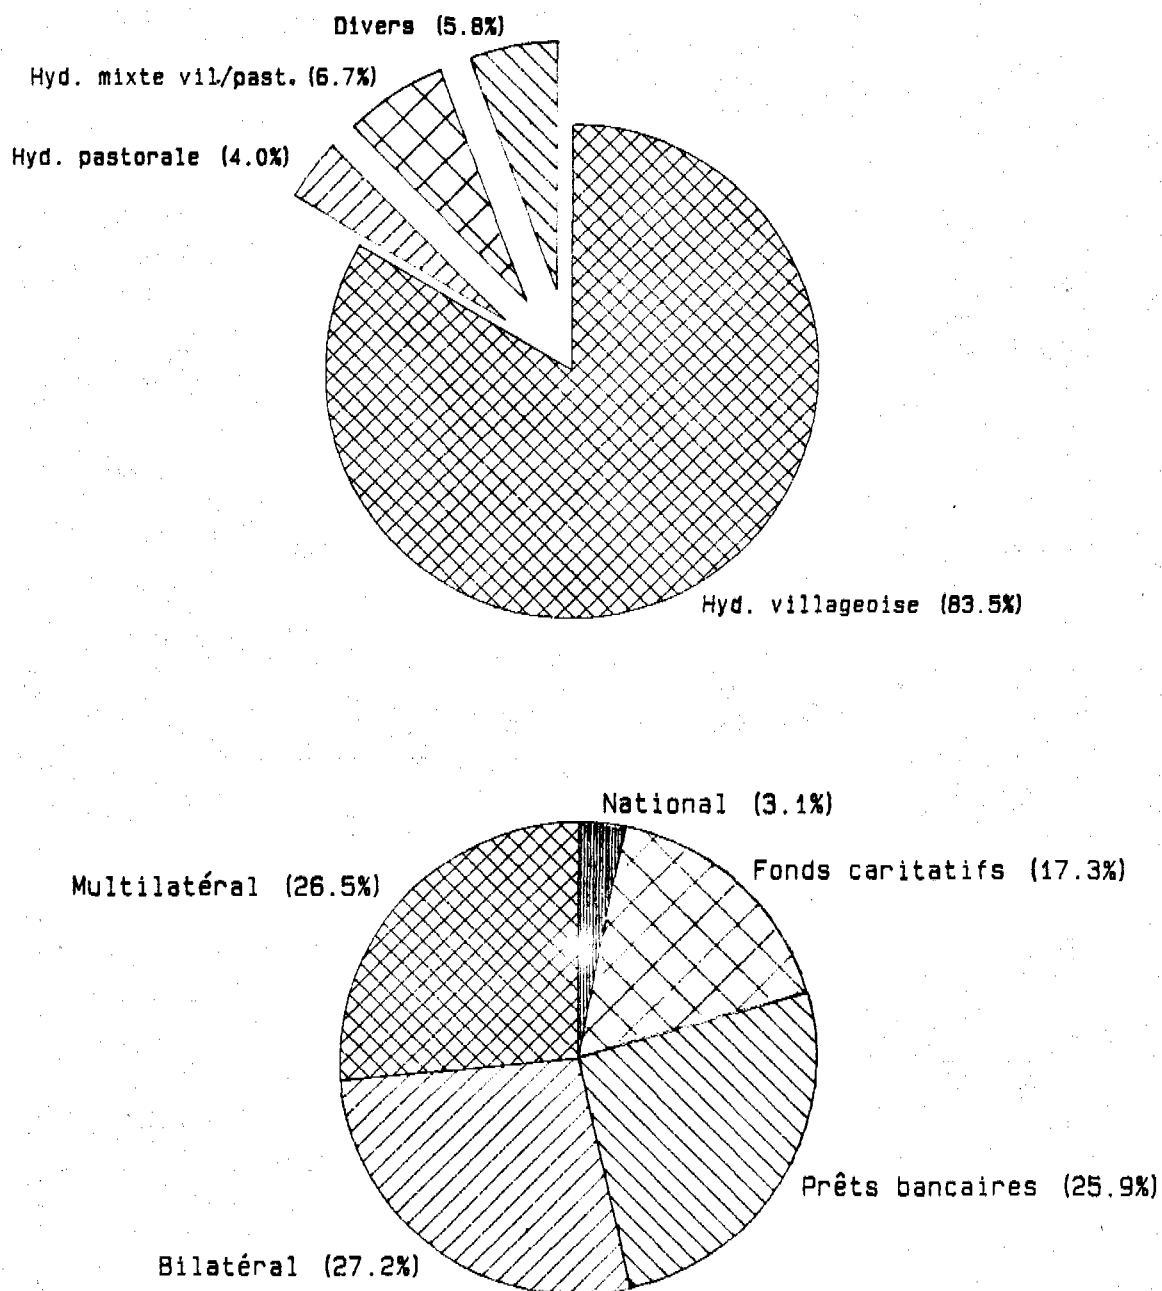 Divers (5.8%)
Hyd. mixte vil/past. (6.7%)
Hyd. pastorale (4.0%)
Hyd. villageoise (83.5%)
National (3.1%)
Fonds caritatifs (17.3%)
Multilatéral (26.5%)
Prêts bancaires (25.9%)
Bilatéral (27.2%)